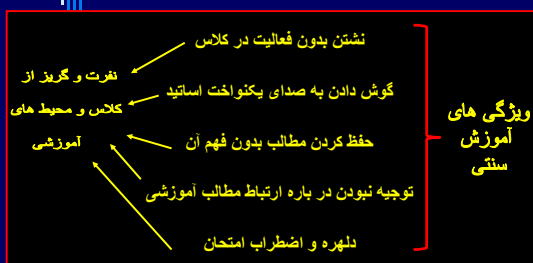 ویژگی های
آموزش
سنتی
نشتن بدون فعالیت در کلاس
گوش دادن به صدای یکنواخت اساتید
حفظ کردن مطالب بدون فهم آن
توجیه نبودن در باره ارتباط مطالب آموزشی
دلهره و اضطراب امتحان
نفرت و گریز از
کلاس و محیط های
آموزشی